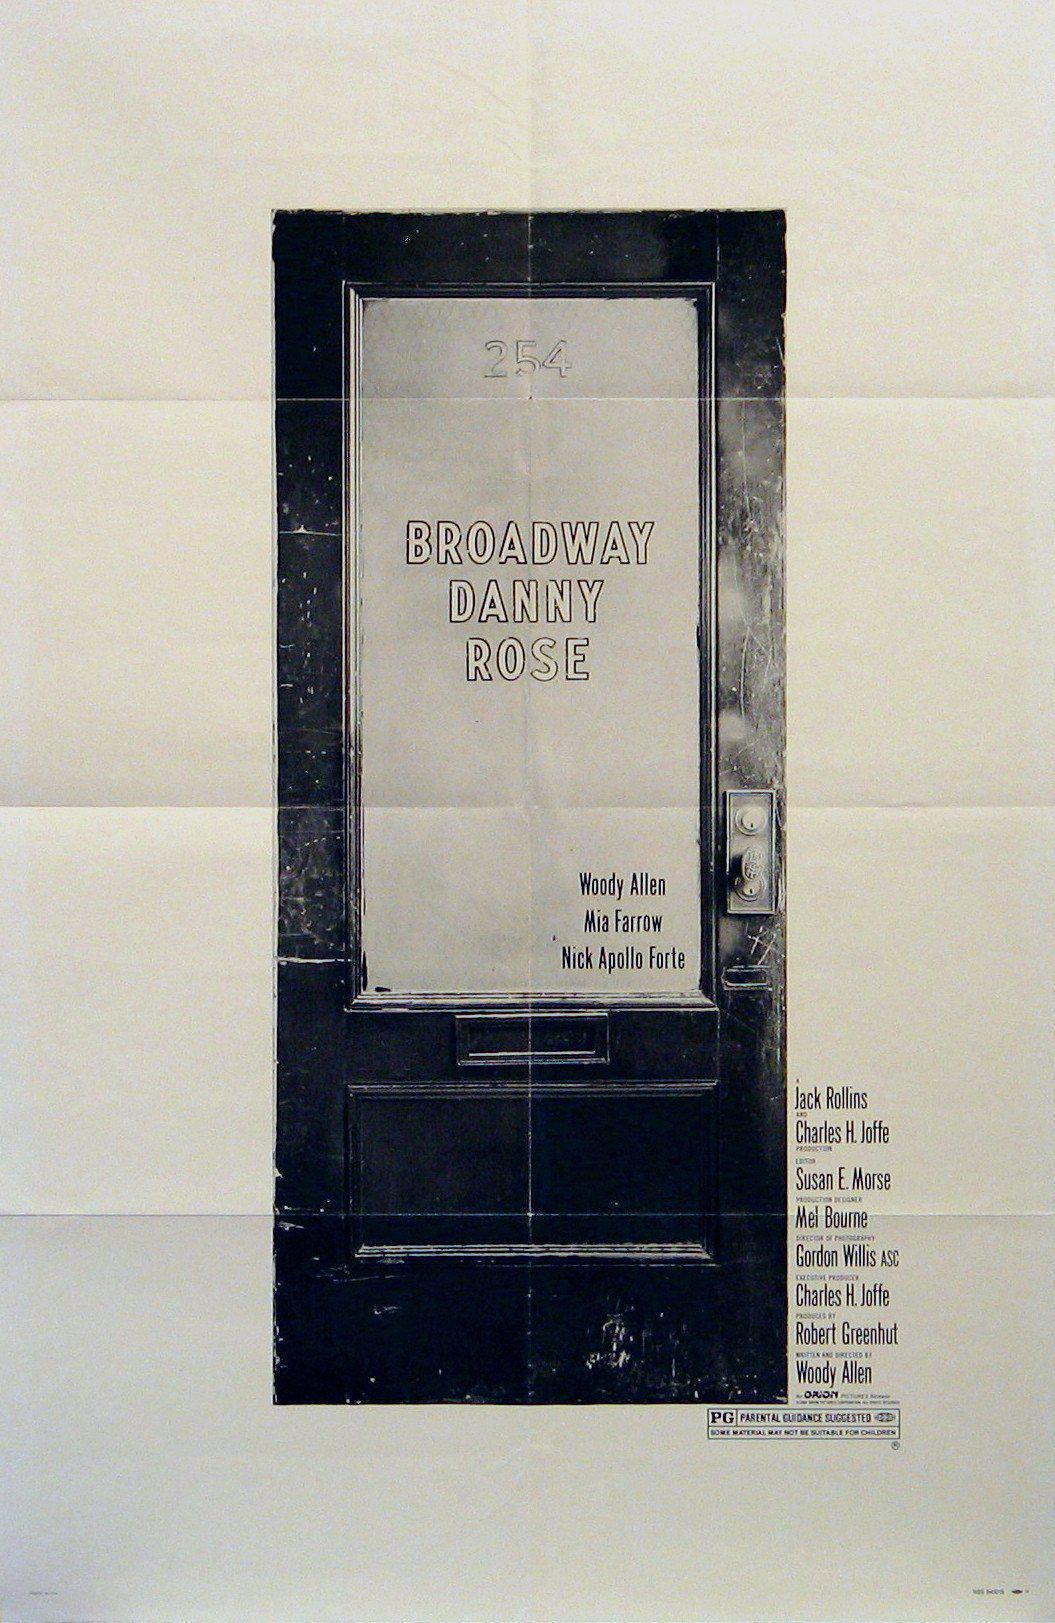 254
BROADWAY
DANNY
ROSE
Woody Allen
Mia Farrow
Nick Apollo Forte
A
Jack Rollins
AND
Charles H. Joffe
PRODUCTION
EDITOR
Susan E. Morse
PRODUCTION DESIGNER
Mel Bourne
DIRECTOR OF PHOTOGRAPHY
Gordon Willis ASC
EXECUTIVE PRODUCER
Charles H. Joffe
PRODUCED BY
Robert Greenhut
WRITTEN AND DIRECTED BY
Woody Allen
An ORION PICTURES Release
PG PARENTAL GUIDANCE SUGGESTED
SOME MATERIAL MAY NOT BE SUITABLE FOR CHILDREN
®